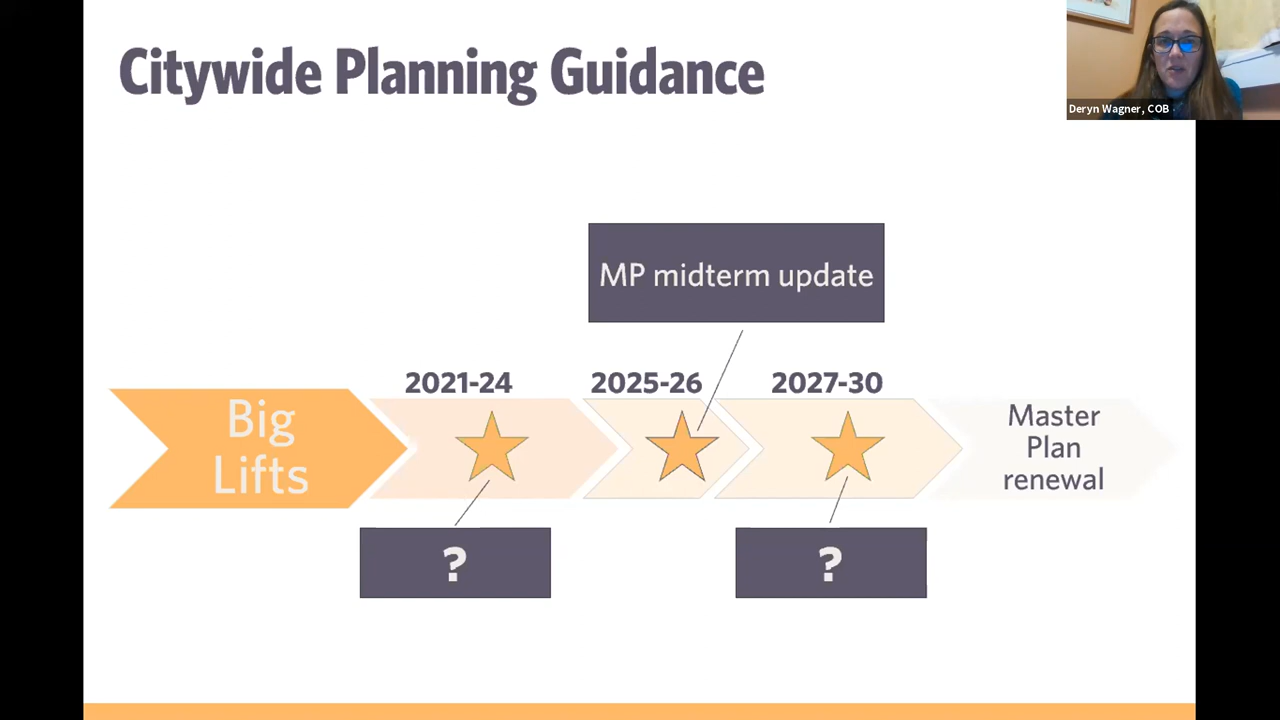 Citywide Planning Guidance
Deryn Wagner, COB
MP midterm update
2021-24
2025-26
2027-30
Big
Lifts
Master
Plan
renewal
?
?